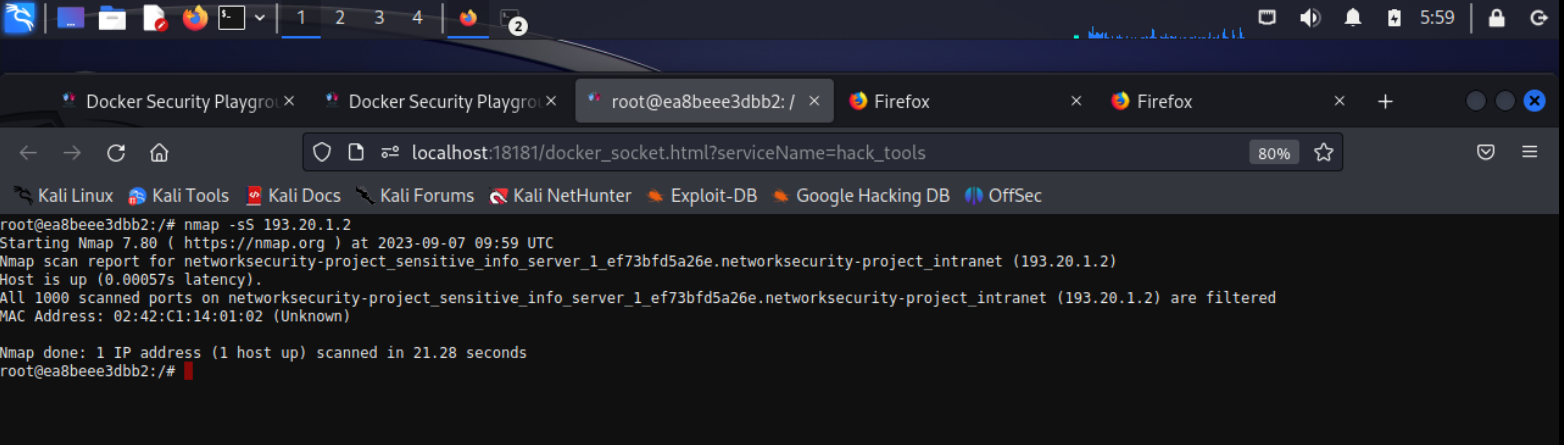 1 2 3 4 2 5:59
Docker Security Playgrou Docker Security Playgrou root@ea8beee3dbb2: / Firefox Firefox
localhost:18181/docker_socket.html?serviceName=hack_tools 80%
Kali Linux Kali Tools Kali Docs Kali Forums Kali NetHunter Exploit-DB Google Hacking DB OffSec
root@ea8beee3dbb2:/# nmap -sS 193.20.1.2
Starting Nmap 7.80 ( https://nmap.org ) at 2023-09-07 09:59 UTC
Nmap scan report for networksecurity-project_sensitive_info_server_1_ef73bfd5a26e.networksecurity-project_intranet (193.20.1.2)
Host is up (0.00057s latency).
All 1000 scanned ports on networksecurity-project_sensitive_info_server_1_ef73bfd5a26e.networksecurity-project_intranet (193.20.1.2) are filtered
MAC Address: 02:42:C1:14:01:02 (Unknown)
Nmap done: 1 IP address (1 host up) scanned in 21.28 seconds
root@ea8beee3dbb2:/#